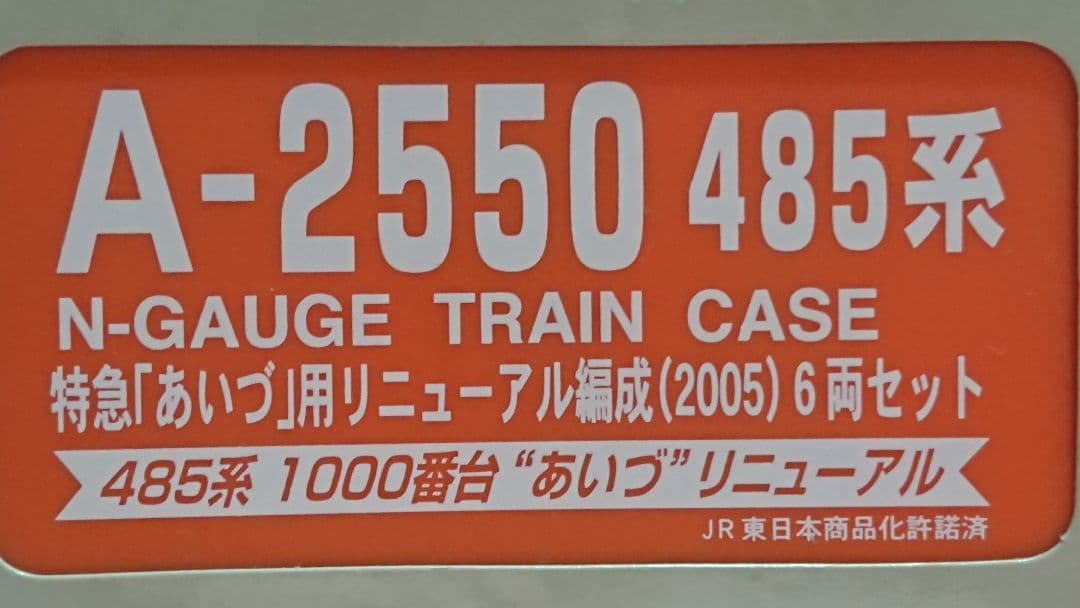 A-2550 485系
N-GAUGE TRAIN CASE
特急「あいづ」用リニューアル編成(2005)6両セット
485系 1000番台“あいづ”リニューアル
JR東日本商品化許諾済